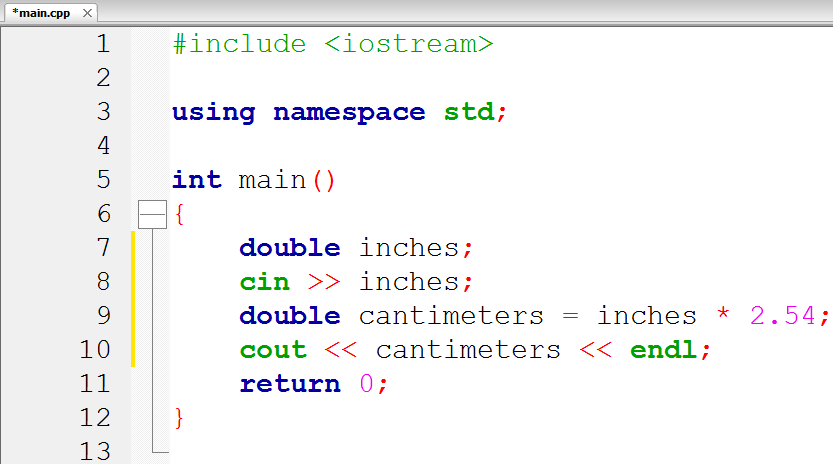 *main.cpp
1 #include <iostream>
2
3 using namespace std;
4
5 int main()
6 {
7 double inches;
8 cin >> inches;
9 double cantimeters = inches * 2.54;
10 cout << cantimeters << endl;
11 return 0;
12 }
13